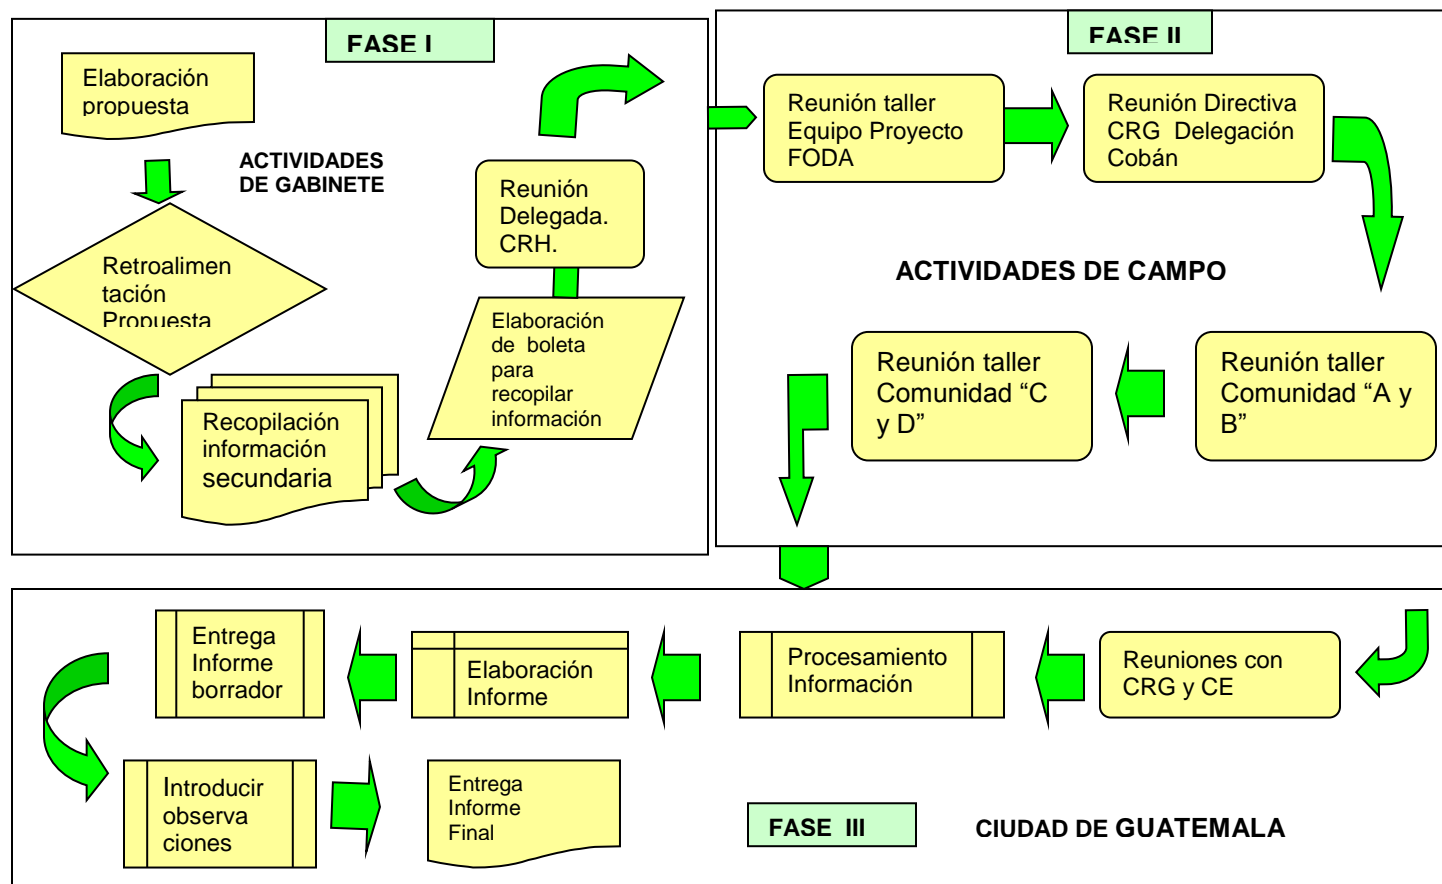 FASE I
Elaboración
propuesta
ACTIVIDADES
DE GABINETE
Retroalimen
tación
Propuesta
Recopilación
información
secundaria
Elaboración
de boleta
para
recopilar
información
Reunión
Delegada.
CRH.
FASE II
Reunión taller
Equipo Proyecto
FODA
Reunión Directiva
CRG Delegación
Cobán
ACTIVIDADES DE CAMPO
Reunión taller
Comunidad “A y
B”
Reunión taller
Comunidad “C
y D”
Reuniones con
CRG y CE
Procesamiento
Información
Elaboración
Informe
Entrega
Informe
borrador
Introducir
observa
ciones
Entrega
Informe
Final
FASE III
CIUDAD DE GUATEMALA